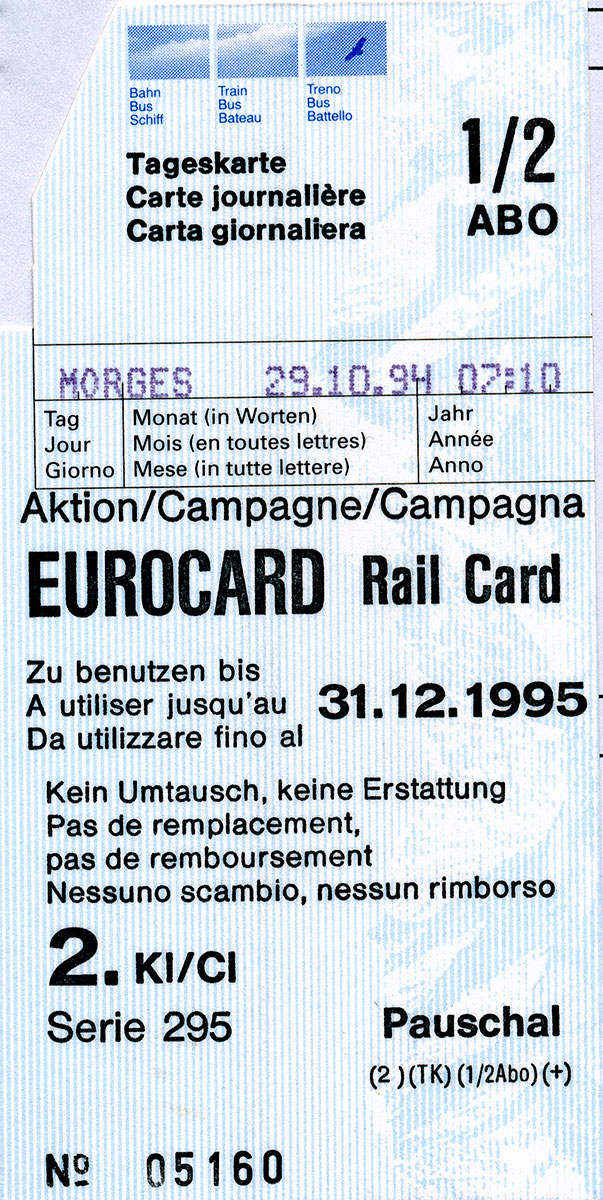 Bahn Train Treno
Bus Bus Bus
Schiff Bateau Battello
Tageskarte
Carte journalière
Carta giornaliera
1/2
ABO
MORGES 29.10.94 07:10
Tag Monat (in Worten) Jahr
Jour Mois (en toutes lettres) Année
Giorno Mese (in tutte lettere) Anno
Aktion/Campagne/Campagna
EUROCARD Rail Card
Zu benutzen bis
A utiliser jusqu'au 31.12.1995
Da utilizzare fino al
Kein Umtausch, keine Erstattung
Pas de remplacement,
pas de remboursement
Nessuno scambio, nessun rimborso
2. Kl/Cl
Serie 295 Pauschal
(2 )(TK)(1/2Abo)(+)
Nº 05160